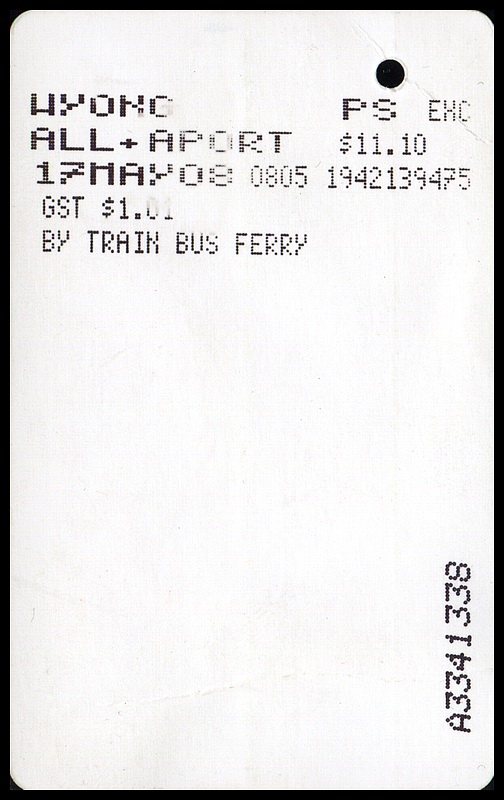 WYONG PS EXC
ALL+APORT $11.10
17MAY08 0805 1942139475
GST $1.01
BY TRAIN BUS FERRY
A3341338